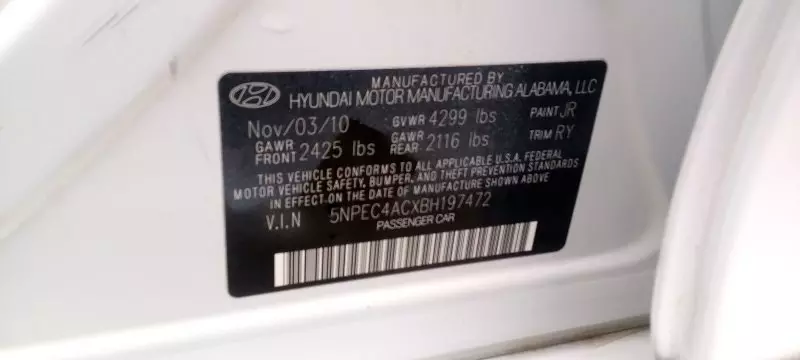 MANUFACTURED BY
HYUNDAI MOTOR MANUFACTURING ALABAMA, LLC
Nov/03/10 GVWR 4299 lbs PAINT JR
GAWR FRONT 2425 lbs GAWR REAR 2116 lbs TRIM RY
THIS VEHICLE CONFORMS TO ALL APPLICABLE U.S.A. FEDERAL
MOTOR VEHICLE SAFETY, BUMPER, AND THEFT PREVENTION STANDARDS
IN EFFECT ON THE DATE OF MANUFACTURE SHOWN ABOVE
V.I.N 5NPEC4ACXBH197472
PASSENGER CAR